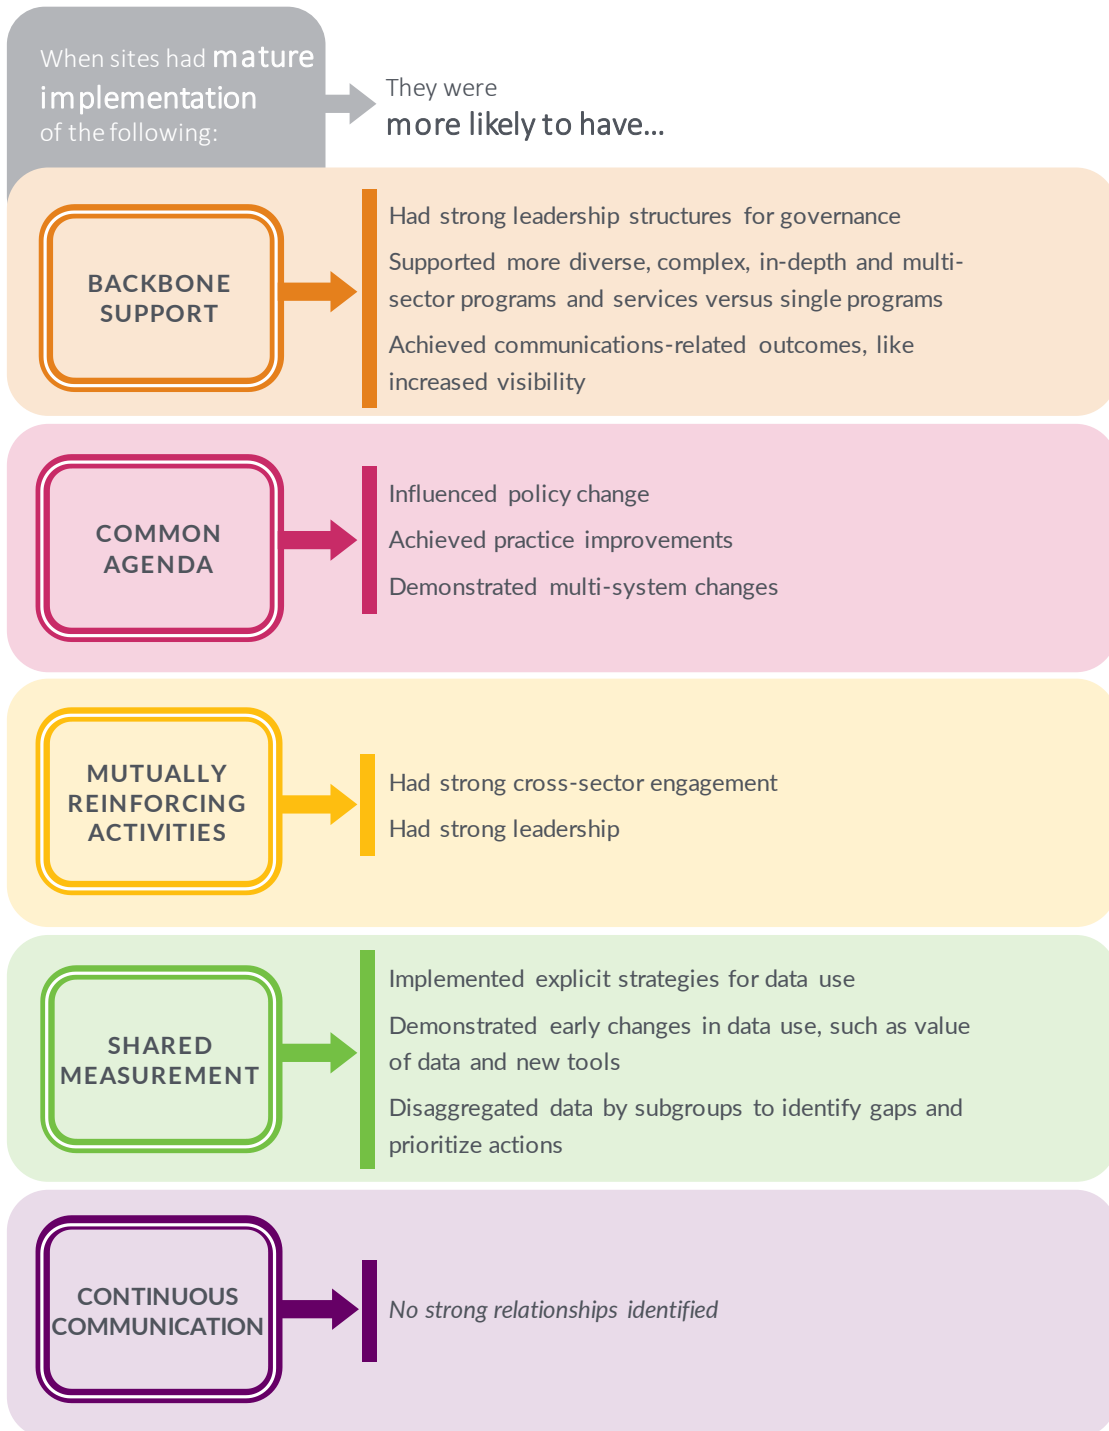 When sites had mature
implementation
of the following:
They were
more likely to have...
BACKBONE
SUPPORT
Had strong leadership structures for governance
Supported more diverse, complex, in-depth and multi-
sector programs and services versus single programs
Achieved communications-related outcomes, like
increased visibility
COMMON
AGENDA
Influenced policy change
Achieved practice improvements
Demonstrated multi-system changes
MUTUALLY
REINFORCING
ACTIVITIES
Had strong cross-sector engagement
Had strong leadership
SHARED
MEASUREMENT
Implemented explicit strategies for data use
Demonstrated early changes in data use, such as value
of data and new tools
Disaggregated data by subgroups to identify gaps and
prioritize actions
CONTINUOUS
COMMUNICATION
No strong relationships identified